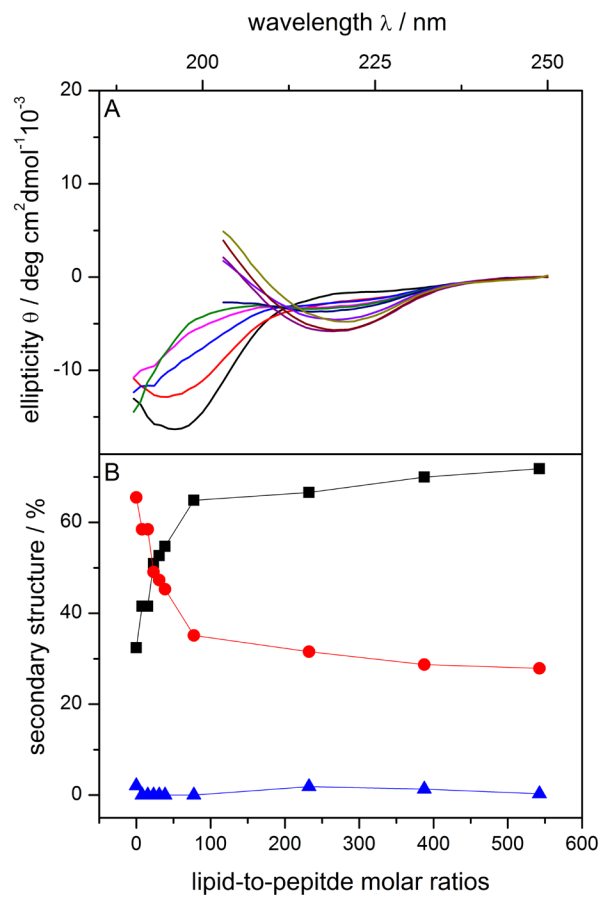 wavelength λ / nm
200 225 250
A
20
10
0
-10
ellipticity θ / deg cm²dmol⁻¹10⁻³
B
60
40
20
0
secondary structure / %
0 100 200 300 400 500 600
lipid-to-pepitde molar ratios